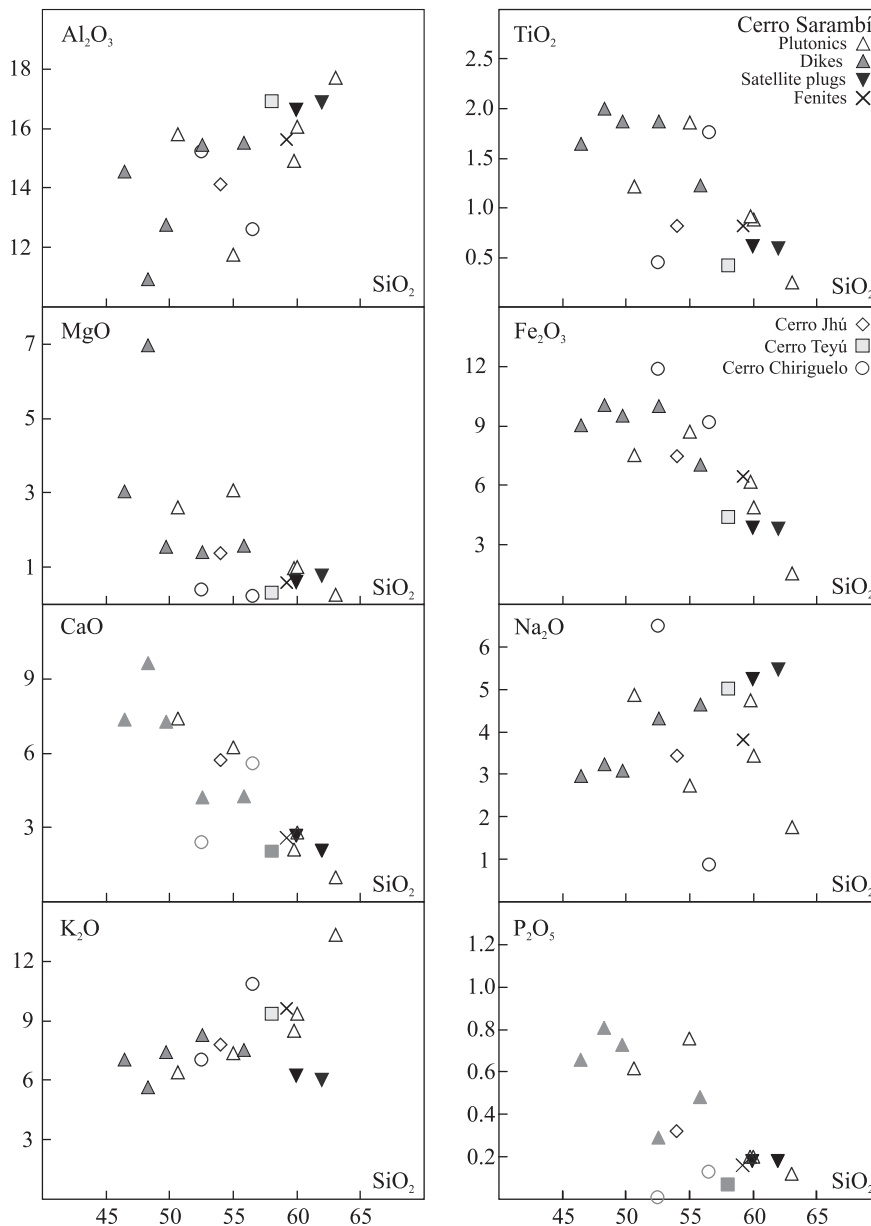 Al₂O₃
18
16
14
12
SiO₂
TiO₂
2.5
2.0
1.5
1.0
0.5
SiO₂
Cerro Sarambí
Plutonics
Dikes
Satellite plugs
Fenites
MgO
7
5
3
1
SiO₂
Fe₂O₃
12
9
6
3
SiO₂
Cerro Jhú
Cerro Teyú
Cerro Chiriguelo
CaO
9
6
3
SiO₂
Na₂O
6
5
4
3
2
1
SiO₂
K₂O
12
9
6
3
SiO₂
45 50 55 60 65
P₂O₅
1.2
1.0
0.8
0.6
0.4
0.2
SiO₂
45 50 55 60 65